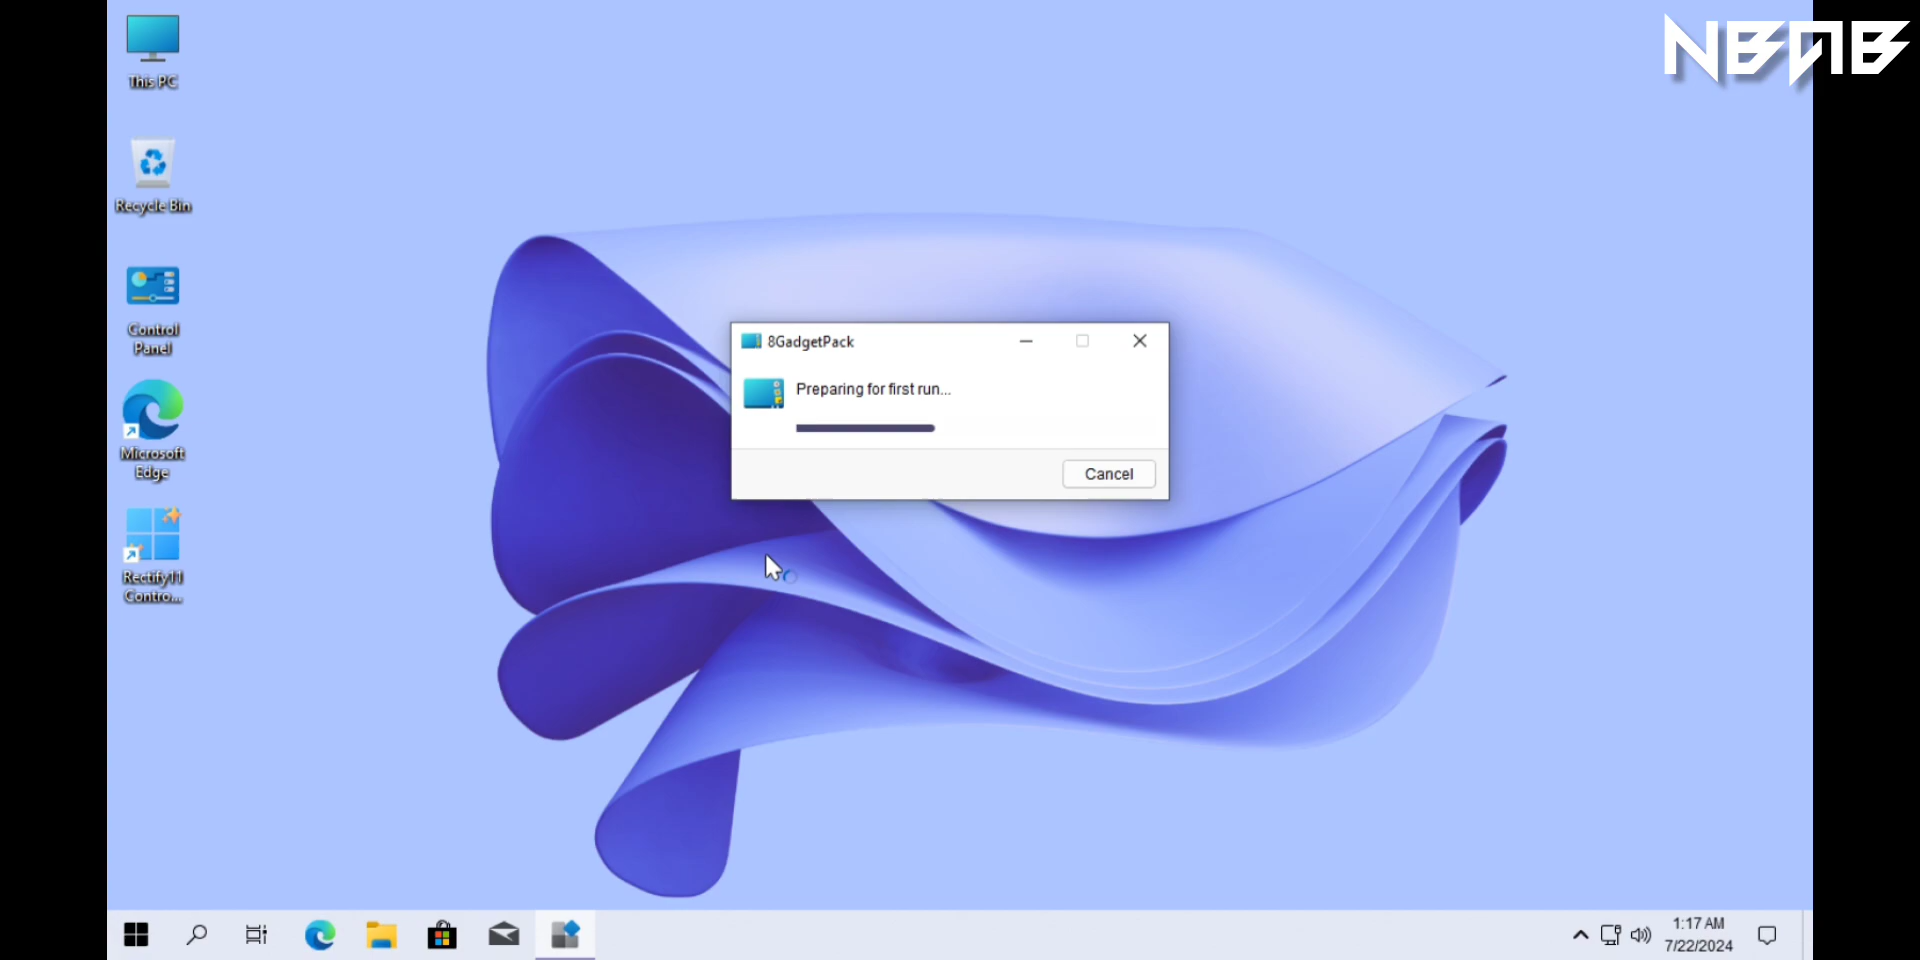 This PC
Recycle Bin
Control
Panel
Microsoft
Edge
Rectify11
Contro...
NBAB
8GadgetPack
Preparing for first run...
Cancel
1:17 AM
7/22/2024